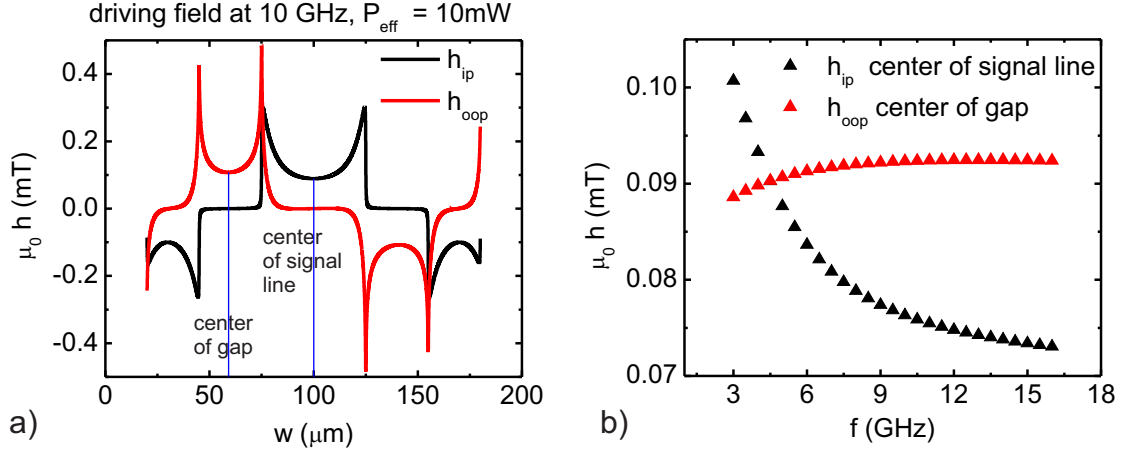 driving field at 10 GHz, P_eff = 10mW
0.4
0.2
0.0
-0.2
-0.4
μ₀ h (mT)
h_ip
h_oop
center
of signal
line
center
of gap
0
50
100
150
200
w (μm)
a)
0.10
0.09
0.08
0.07
μ₀ h (mT)
h_ip center of signal line
h_oop center of gap
0
3
6
9
12
15
18
f (GHz)
b)